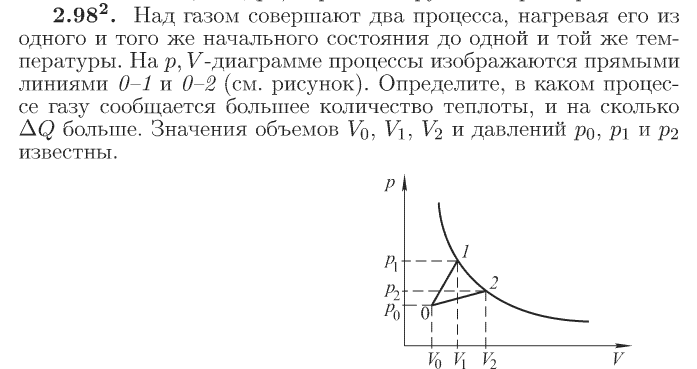 2.98². Над газом совершают два процесса, нагревая его из
одного и того же начального состояния до одной и той же тем-
пературы. На p, V-диаграмме процессы изображаются прямыми
линиями 0–1 и 0–2 (см. рисунок). Определите, в каком процес-
се газу сообщается большее количество теплоты, и на сколько
ΔQ больше. Значения объемов V₀, V₁, V₂ и давлений p₀, p₁ и p₂
известны.
p
p₁
1
p₂
2
p₀
0
V₀ V₁ V₂ V